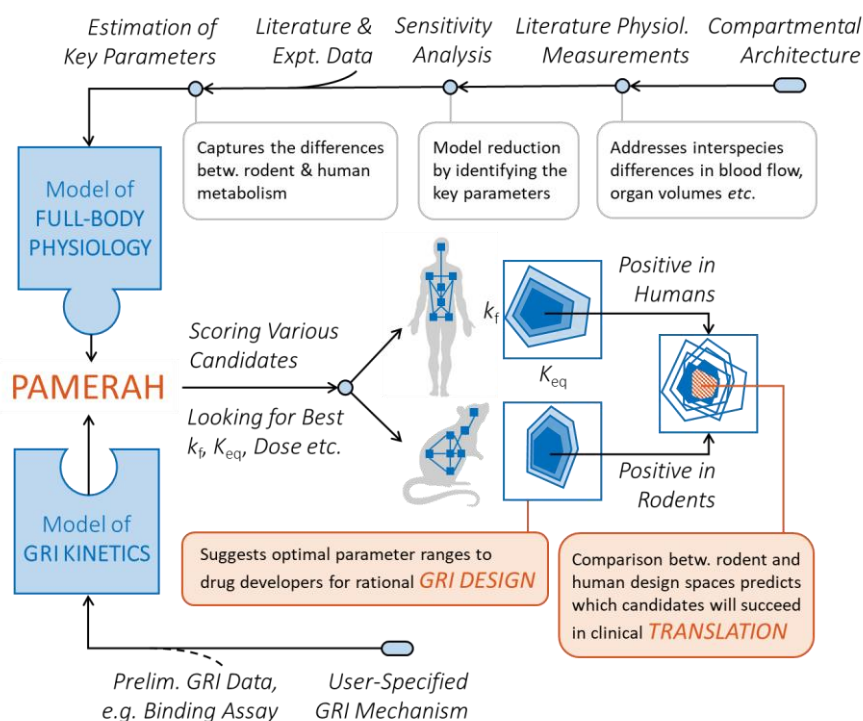 Estimation of
Key Parameters
Literature &
Expt. Data
Sensitivity
Analysis
Literature Physiol.
Measurements
Compartmental
Architecture
Captures the differences
betw. rodent & human
metabolism
Model reduction
by identifying the
key parameters
Addresses interspecies
differences in blood flow,
organ volumes etc.
Model of
FULL-BODY
PHYSIOLOGY
Scoring Various
Candidates
PAMERAH
Looking for Best
kf, Keq, Dose etc.
kf
Keq
Positive in
Humans
Positive in
Rodents
Model of
GRI KINETICS
Suggests optimal parameter ranges to
drug developers for rational GRI DESIGN
Comparison betw. rodent and
human design spaces predicts
which candidates will succeed
in clinical TRANSLATION
Prelim. GRI Data,
e.g. Binding Assay
User-Specified
GRI Mechanism